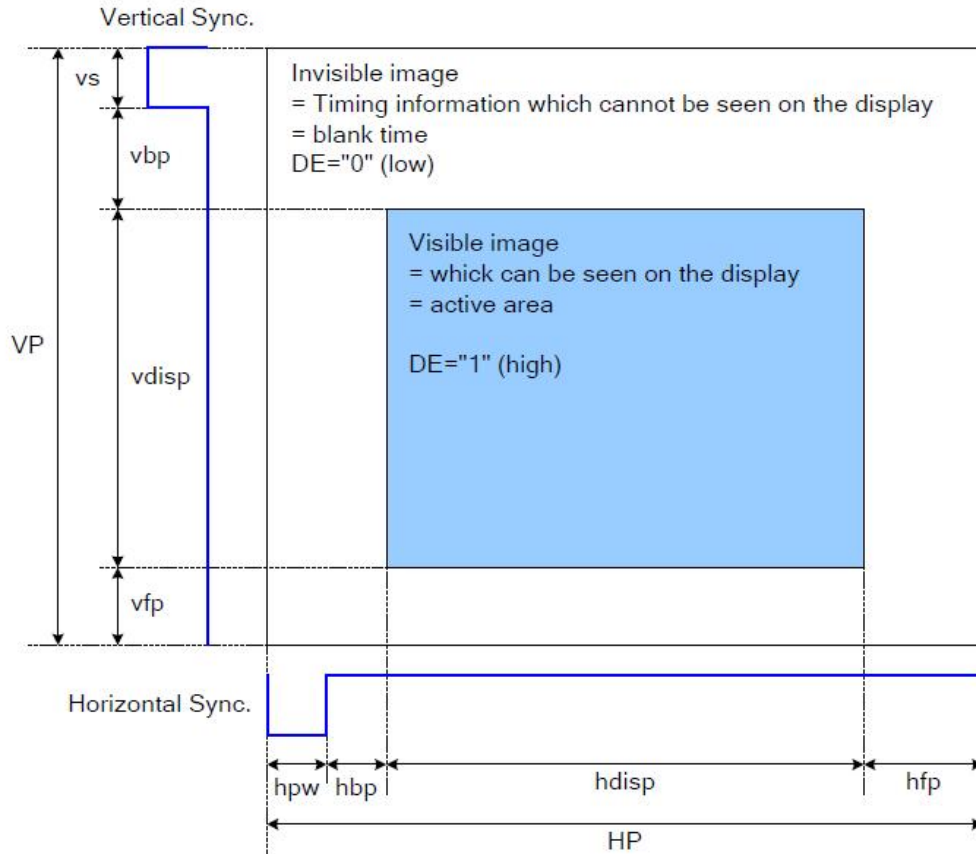 Vertical Sync.
vs
Invisible image
= Timing information which cannot be seen on the display
= blank time
DE="0" (low)
vbp
Visible image
= whick can be seen on the display
= active area
DE="1" (high)
VP
vdisp
vfp
Horizontal Sync.
hpw
hbp
hdisp
hfp
HP